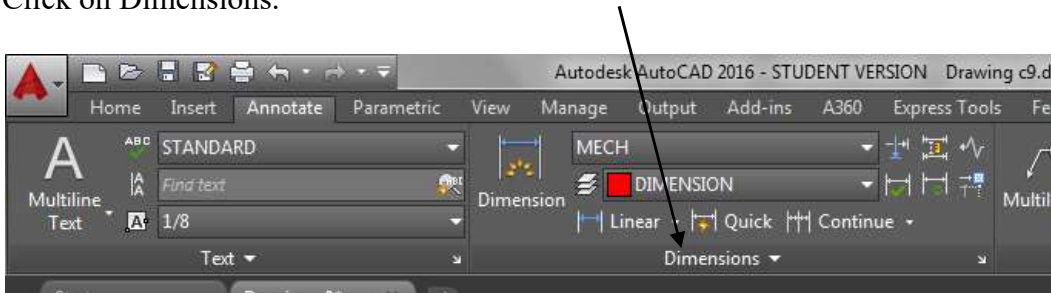 Click on Dimensions.
Autodesk AutoCAD 2016 - STUDENT VERSION Drawing c9.d
Home Insert Annotate Parametric View Manage Output Add-ins A360 Express Tools Fe
A ABC STANDARD MECH
Find text DIMENSION
Multiline Text Dimension Multil
A 1/8 Linear Quick Continue
Text Dimensions